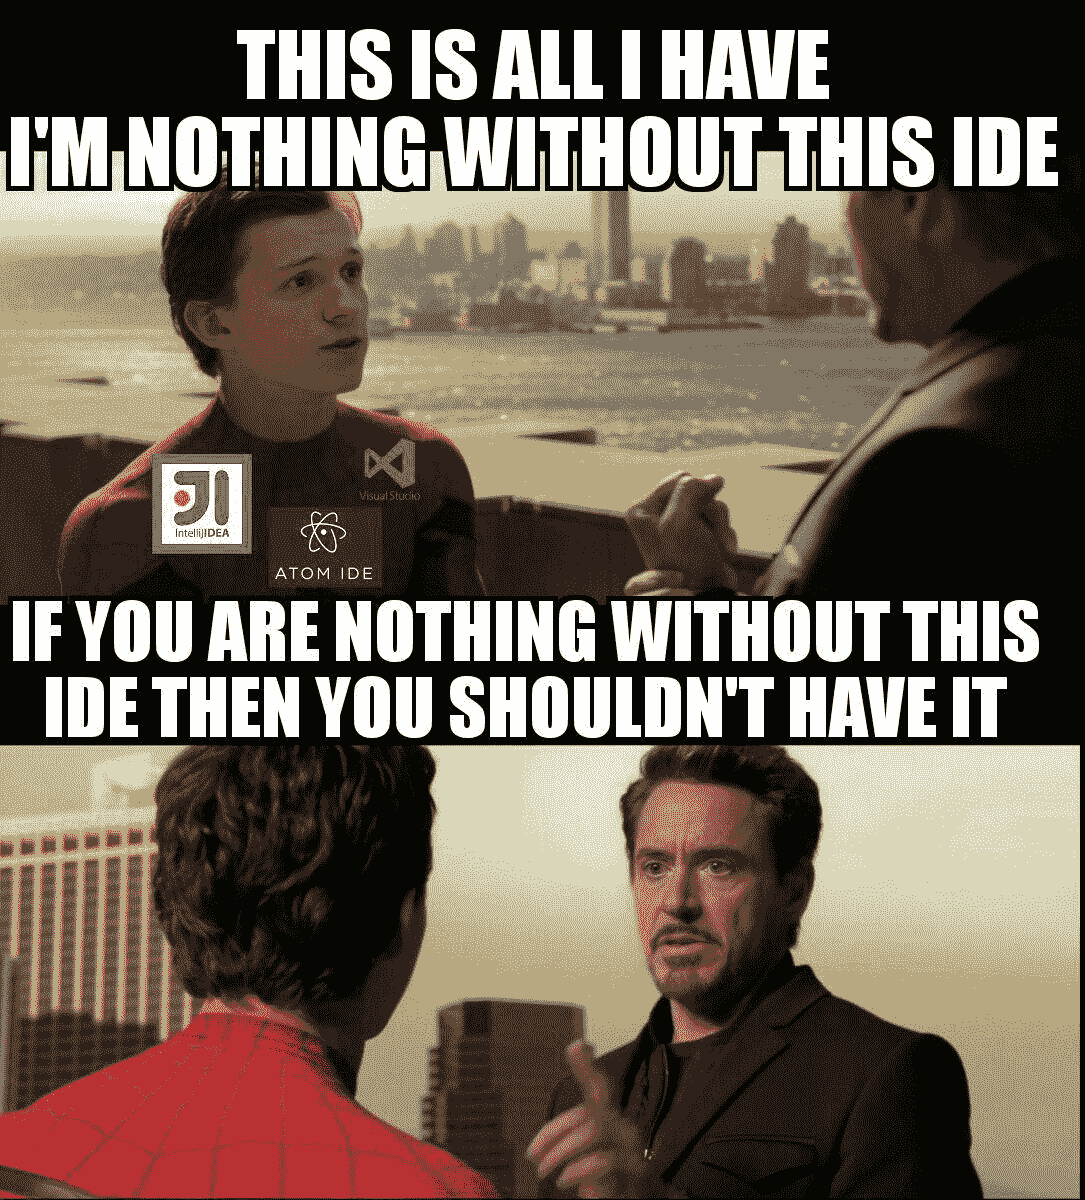 THIS IS ALL I HAVE
I'M NOTHING WITHOUT THIS IDE
Visual Studio
IntelliJIDEA
ATOM IDE
IF YOU ARE NOTHING WITHOUT THIS
IDE THEN YOU SHOULDN'T HAVE IT